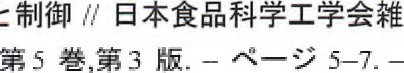 と制御 // 日本食品科学工学会雑
第5 巻,第3 版. – ページ 5–7. –